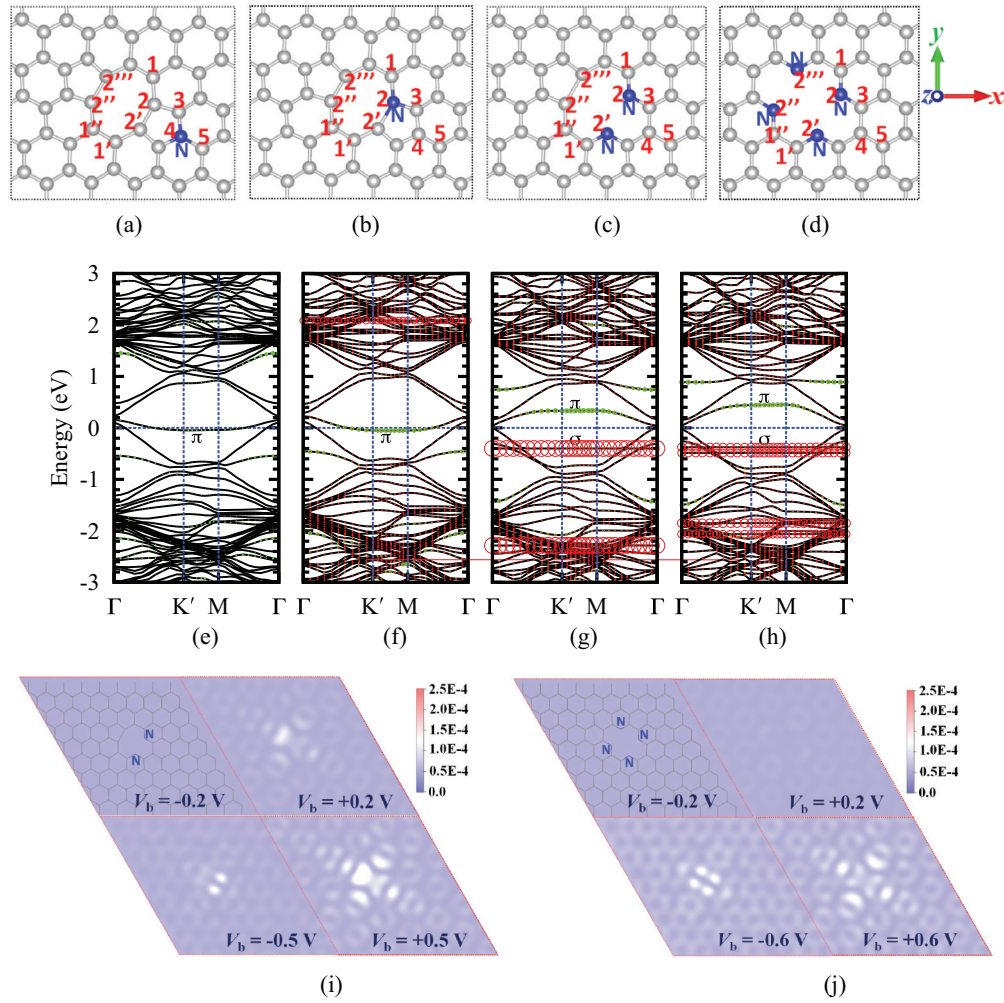 1
2'''
2
3
2''
2'
4
5
1''
1'
N
(a)
1
2'''
2
3
2''
2'
1''
5
1'
4
N
(b)
1
2'''
2
3
2''
2'
1''
5
1'
4
N
N
(c)
N
1
2'''
2
3
2''
N
N
2'
1''
5
1'
4
N
(d)
y
z
x
Energy (eV)
3
2
1
0
-1
-2
-3
π
Γ K′ M Γ
(e)
π
Γ K′ M Γ
(f)
π
σ
Γ K′ M Γ
(g)
π
σ
Γ K′ M Γ
(h)
N
N
Vb = -0.2 V
Vb = +0.2 V
Vb = -0.5 V
Vb = +0.5 V
2.5E-4
2.0E-4
1.5E-4
1.0E-4
0.5E-4
0.0
(i)
N
N
N
N
Vb = -0.2 V
Vb = +0.2 V
Vb = -0.6 V
Vb = +0.6 V
2.5E-4
2.0E-4
1.5E-4
1.0E-4
0.5E-4
0.0
(j)